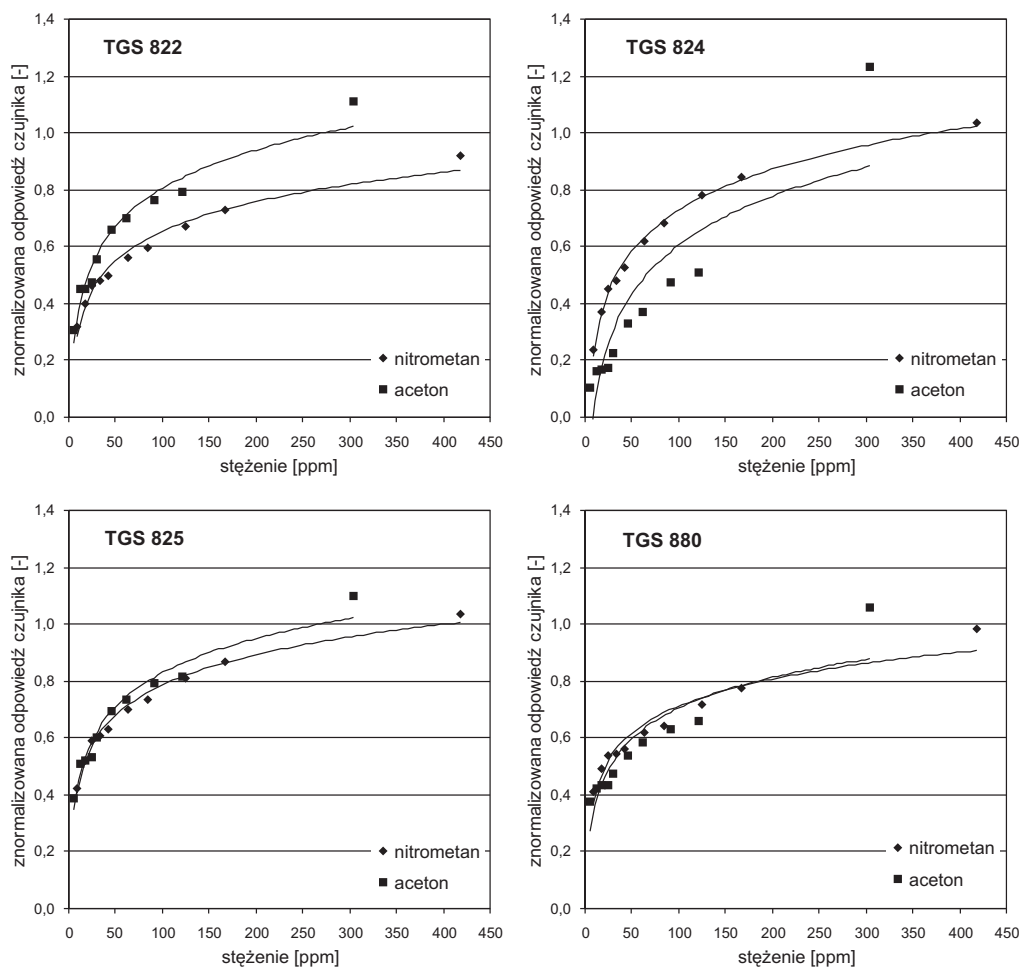 TGS 822
znormalizowana odpowiedź czujnika [-]
1,4
1,2
1,0
0,8
0,6
0,4
0,2
0,0
nitrometan
aceton
0 50 100 150 200 250 300 350 400 450
stężenie [ppm]
TGS 824
znormalizowana odpowiedź czujnika [-]
1,4
1,2
1,0
0,8
0,6
0,4
0,2
0,0
nitrometan
aceton
0 50 100 150 200 250 300 350 400 450
stężenie [ppm]
TGS 825
znormalizowana odpowiedź czujnika [-]
1,4
1,2
1,0
0,8
0,6
0,4
0,2
0,0
nitrometan
aceton
0 50 100 150 200 250 300 350 400 450
stężenie [ppm]
TGS 880
znormalizowana odpowiedź czujnika [-]
1,4
1,2
1,0
0,8
0,6
0,4
0,2
0,0
nitrometan
aceton
0 50 100 150 200 250 300 350 400 450
stężenie [ppm]